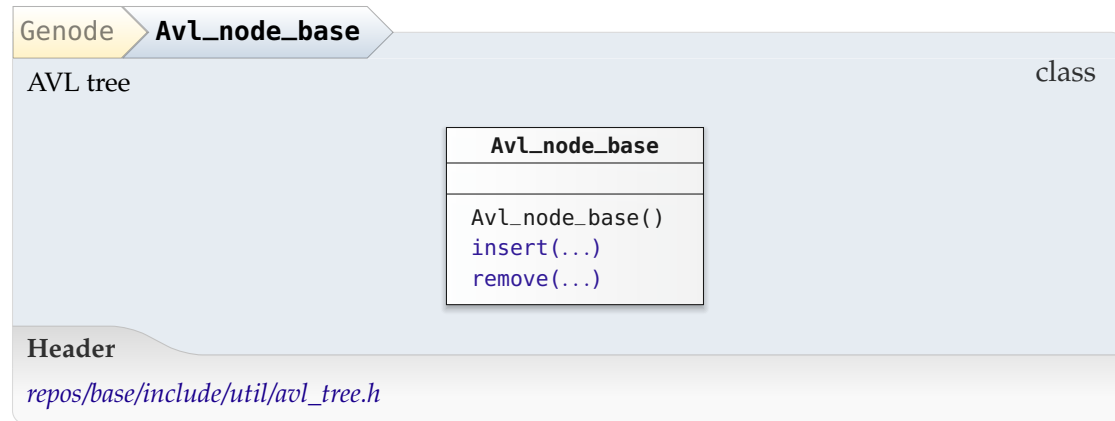 Genode Avl_node_base
AVL tree
class
Avl_node_base
Avl_node_base()
insert(...)
remove(...)
Header
repos/base/include/util/avl_tree.h